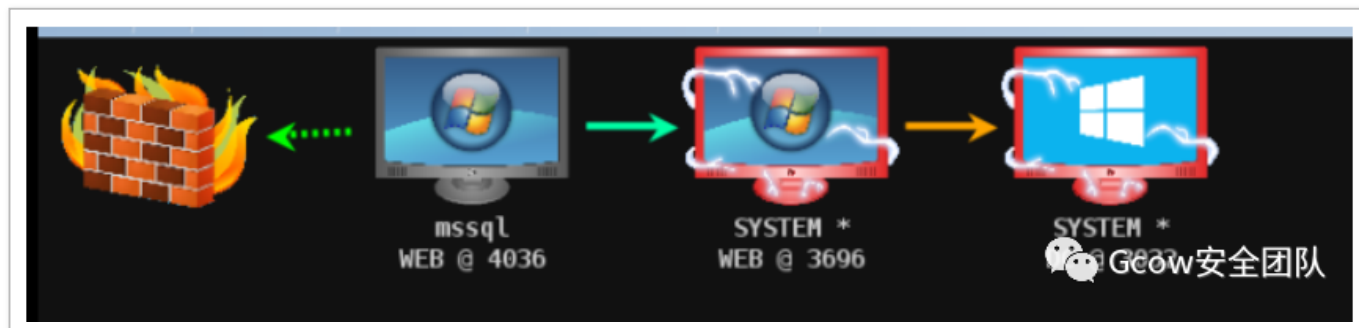 mssql
WEB @ 4036
SYSTEM *
WEB @ 3696
SYSTEM *
Gcow安全团队